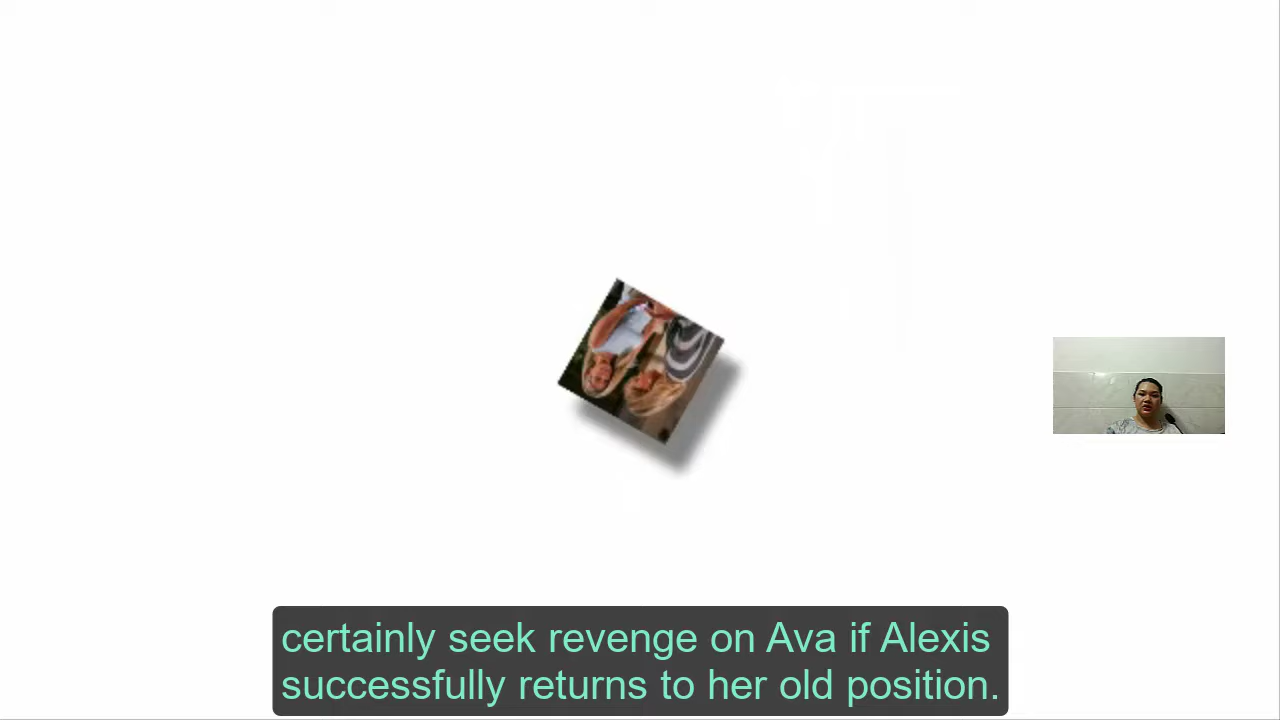 certainly seek revenge on Ava if Alexis
successfully returns to her old position.